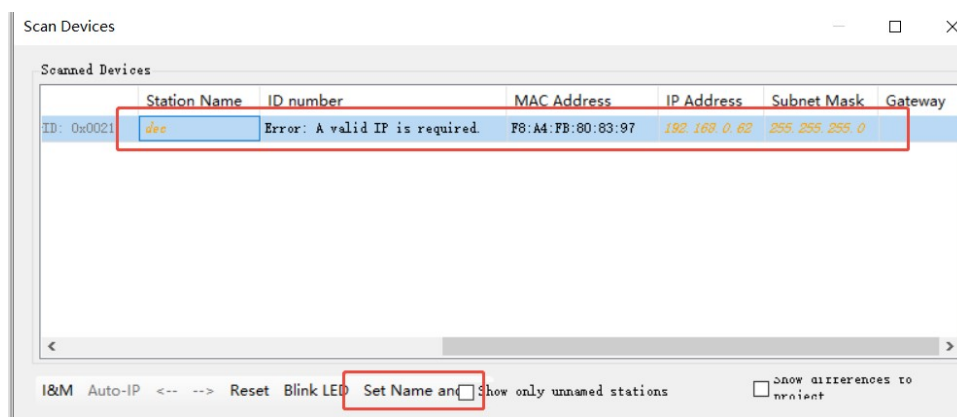 Scan Devices
Scanned Devices
Station Name ID number MAC Address IP Address Subnet Mask Gateway
ID: 0x0021 dec Error: A valid IP is required. F8:A4:FB:80:83:97 192.168.0.62 255.255.255.0
I&M Auto-IP <-- --> Reset Blink LED Set Name and Show only unnamed stations Show differences to
project